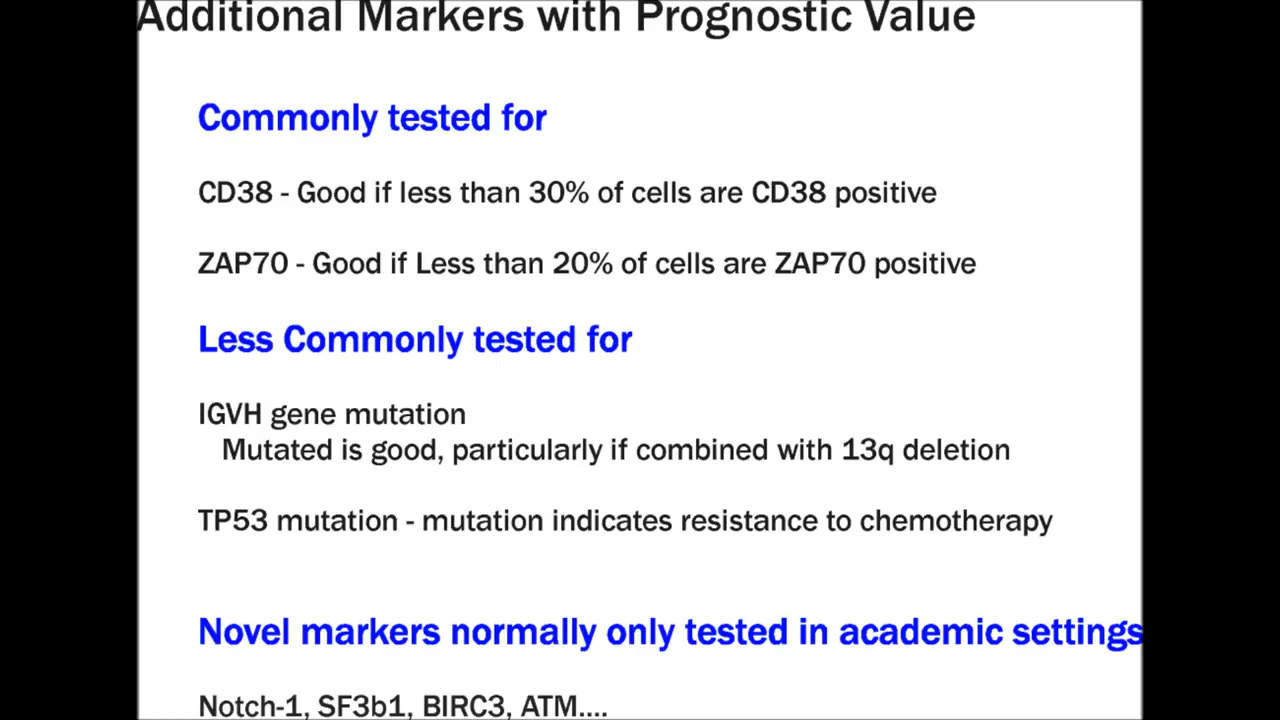 Additional Markers with Prognostic Value
Commonly tested for
CD38 - Good if less than 30% of cells are CD38 positive
ZAP70 - Good if Less than 20% of cells are ZAP70 positive
Less Commonly tested for
IGVH gene mutation
Mutated is good, particularly if combined with 13q deletion
TP53 mutation - mutation indicates resistance to chemotherapy
Novel markers normally only tested in academic settings
Notch-1, SF3b1, BIRC3, ATM....